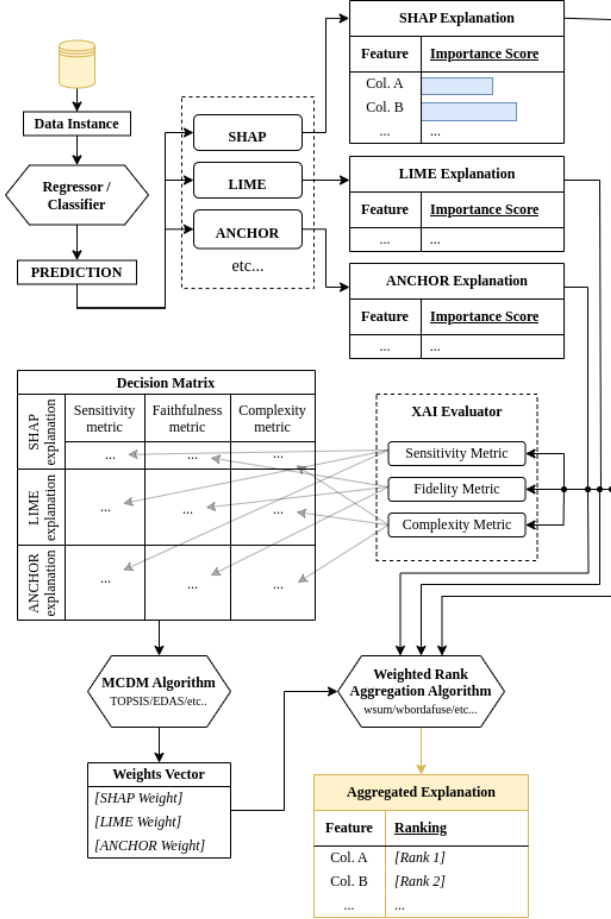 SHAP Explanation
Feature Importance Score
Col. A
Col. B
... ...
Data Instance
Regressor /
Classifier
PREDICTION
SHAP
LIME
ANCHOR
etc...
LIME Explanation
Feature Importance Score
... ...
ANCHOR Explanation
Feature Importance Score
... ...
Decision Matrix
Sensitivity
metric
Faithfulness
metric
Complexity
metric
SHAP
explanation
... ... ...
LIME
explanation
... ... ...
ANCHOR
explanation
... ... ...
XAI Evaluator
Sensitivity Metric
Fidelity Metric
Complexity Metric
MCDM Algorithm
TOPSIS/EDAS/etc..
Weighted Rank
Aggregation Algorithm
wsum/wbordafuse/etc...
Weights Vector
[SHAP Weight]
[LIME Weight]
[ANCHOR Weight]
Aggregated Explanation
Feature Ranking
Col. A [Rank 1]
Col. B [Rank 2]
... ...